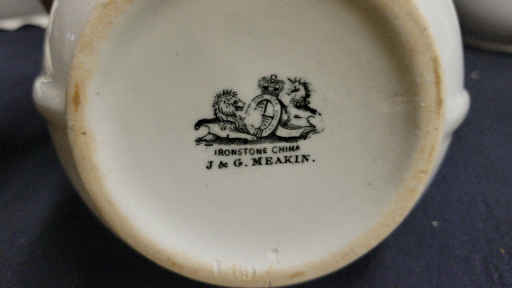 IRONSTONE CHINA
J & G. MEAKIN.